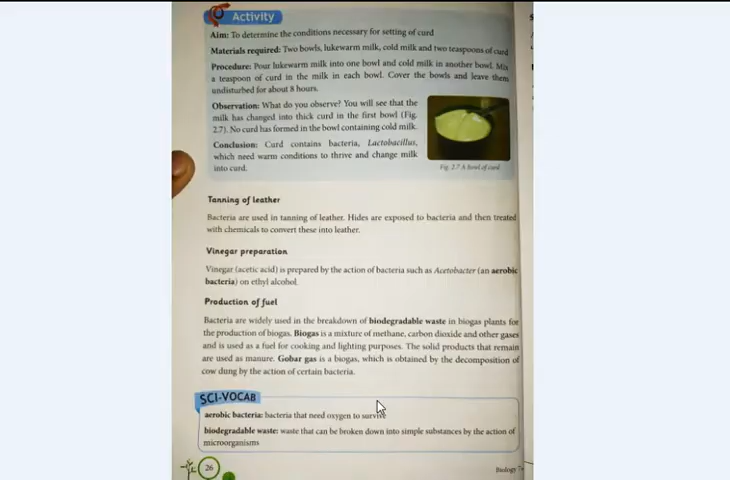 Activity
Aim: To determine the conditions necessary for setting of curd
Materials required: Two bowls, lukewarm milk, cold milk and two teaspoons of curd
Procedure: Pour lukewarm milk into one bowl and cold milk in another bowl. Mix
a teaspoon of curd in the milk in each bowl. Cover the bowls and leave them
undisturbed for about 8 hours.
Observation: What do you observe? You will see that the
milk has changed into thick curd in the first bowl (Fig.
2.7). No curd has formed in the bowl containing cold milk.
Conclusion: Curd contains bacteria, Lactobacillus,
which need warm conditions to thrive and change milk
into curd.
Fig. 2.7 A bowl of curd
Tanning of leather
Bacteria are used in tanning of leather. Hides are exposed to bacteria and then treated
with chemicals to convert these into leather.
Vinegar preparation
Vinegar (acetic acid) is prepared by the action of bacteria such as Acetobacter (an aerobic
bacteria) on ethyl alcohol.
Production of fuel
Bacteria are widely used in the breakdown of biodegradable waste in biogas plants for
the production of biogas. Biogas is a mixture of methane, carbon dioxide and other gases
and is used as a fuel for cooking and lighting purposes. The solid products that remain
are used as manure. Gobar gas is a biogas, which is obtained by the decomposition of
cow dung by the action of certain bacteria.
SCI-VOCAB
aerobic bacteria: bacteria that need oxygen to survive
biodegradable waste: waste that can be broken down into simple substances by the action of
microorganisms
26
Biology 7